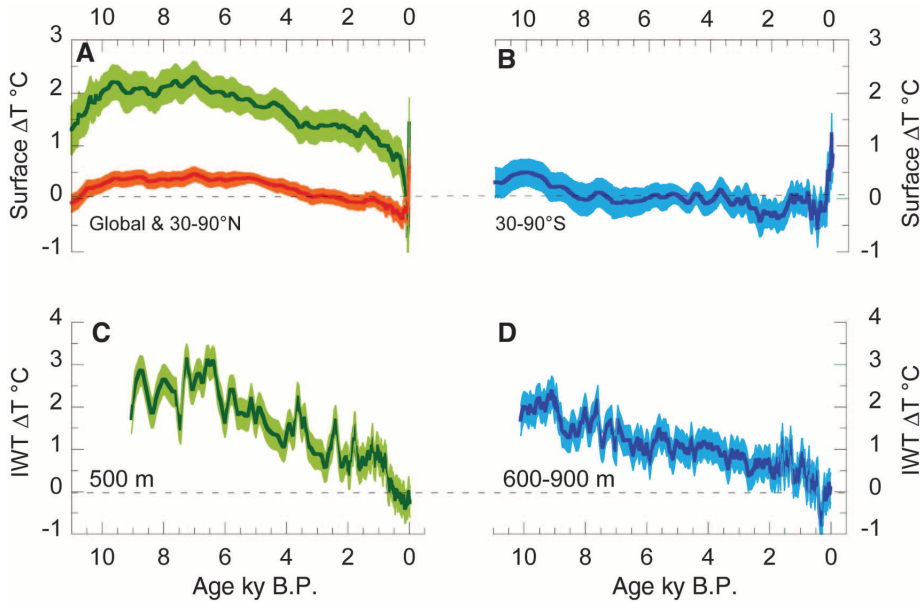 10 8 6 4 2 0
10 8 6 4 2 0
A
B
3
2
1
0
-1
Surface ΔT °C
Global & 30-90°N
30-90°S
3
2
1
0
-1
Surface ΔT °C
C
D
4
3
2
1
0
-1
IWT ΔT °C
500 m
600-900 m
4
3
2
1
0
-1
IWT ΔT °C
10 8 6 4 2 0
10 8 6 4 2 0
Age ky B.P.
Age ky B.P.